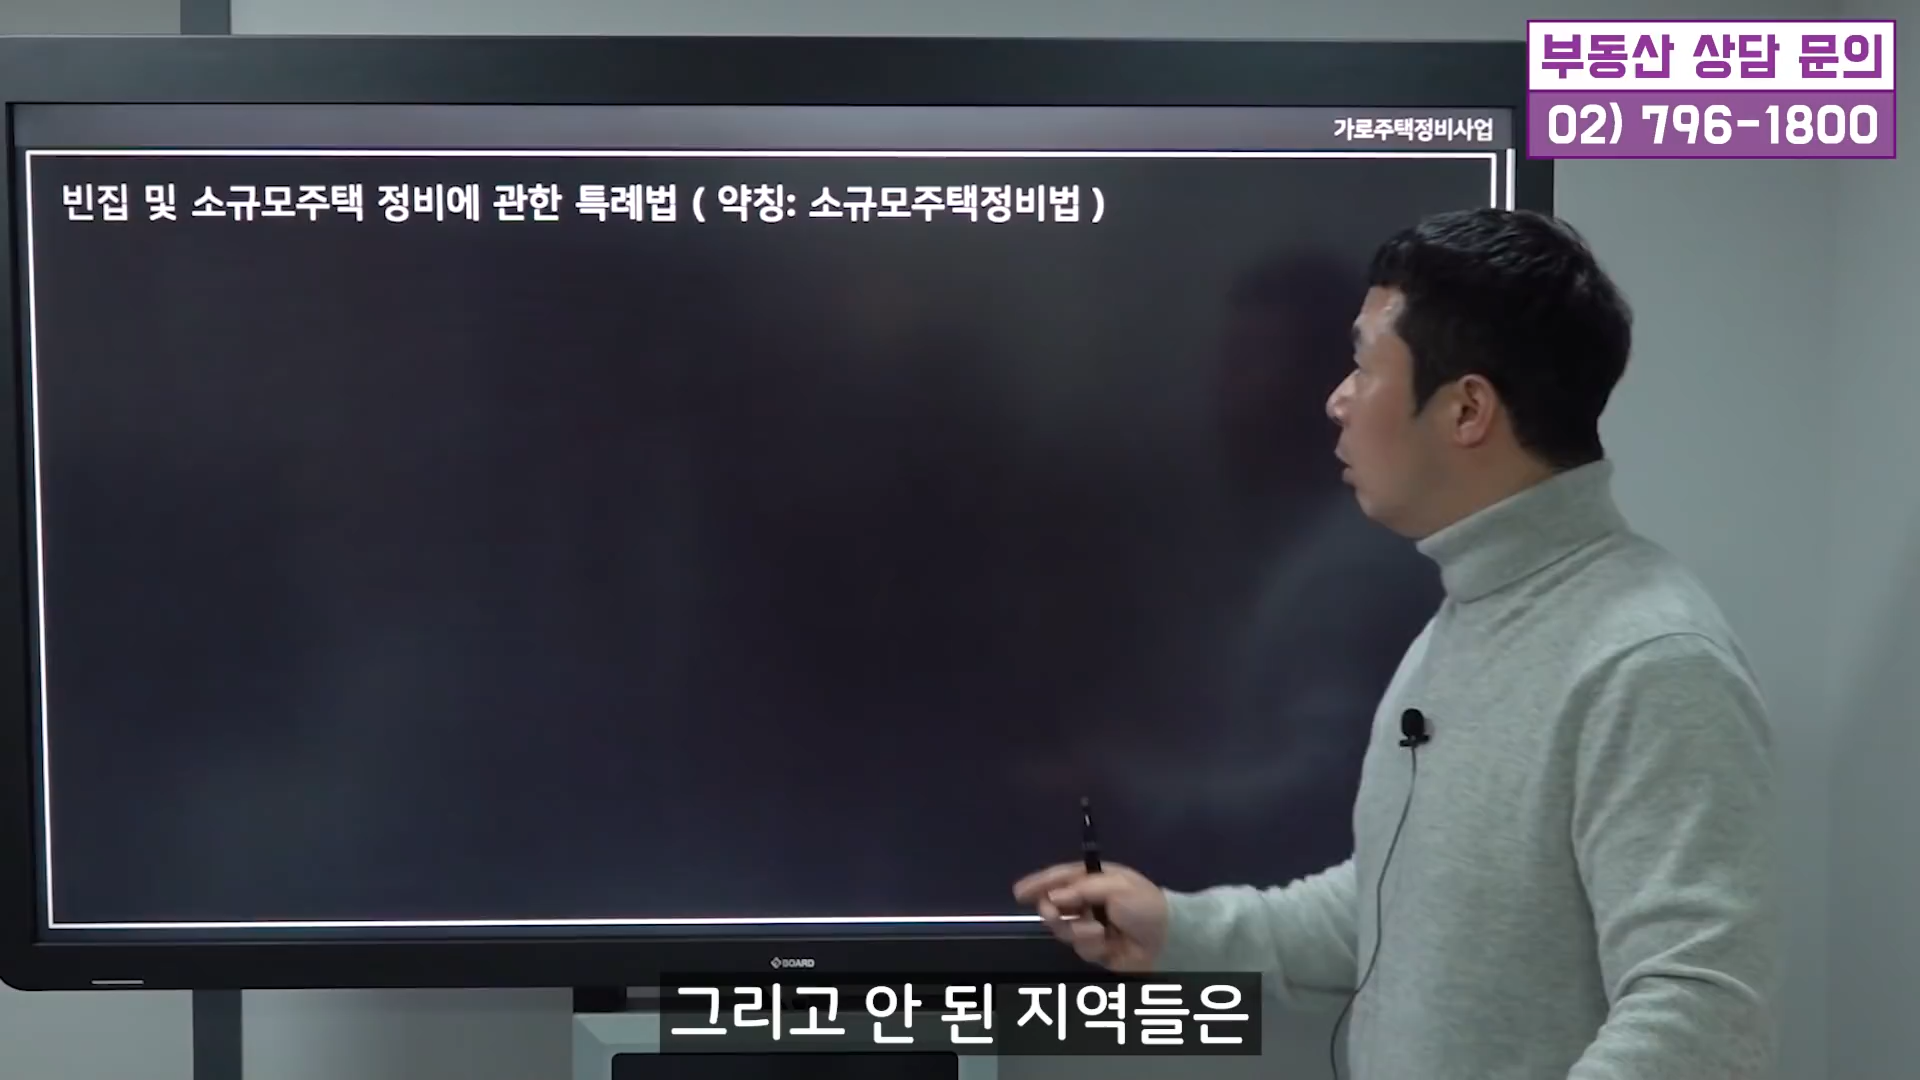 부동산 상담 문의
02) 796-1800
가로주택정비사업
빈집 및 소규모주택 정비에 관한 특례법 ( 약칭: 소규모주택정비법 )
BOARD
그리고 안 된 지역들은